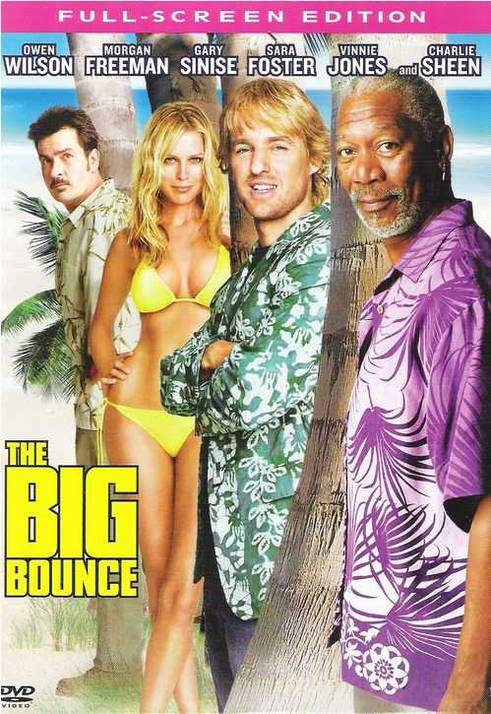 FULL-SCREEN EDITION
OWEN WILSON MORGAN FREEMAN GARY SINISE SARA FOSTER VINNIE JONES and CHARLIE SHEEN
THE
BIG
BOUNCE
DVD
VIDEO